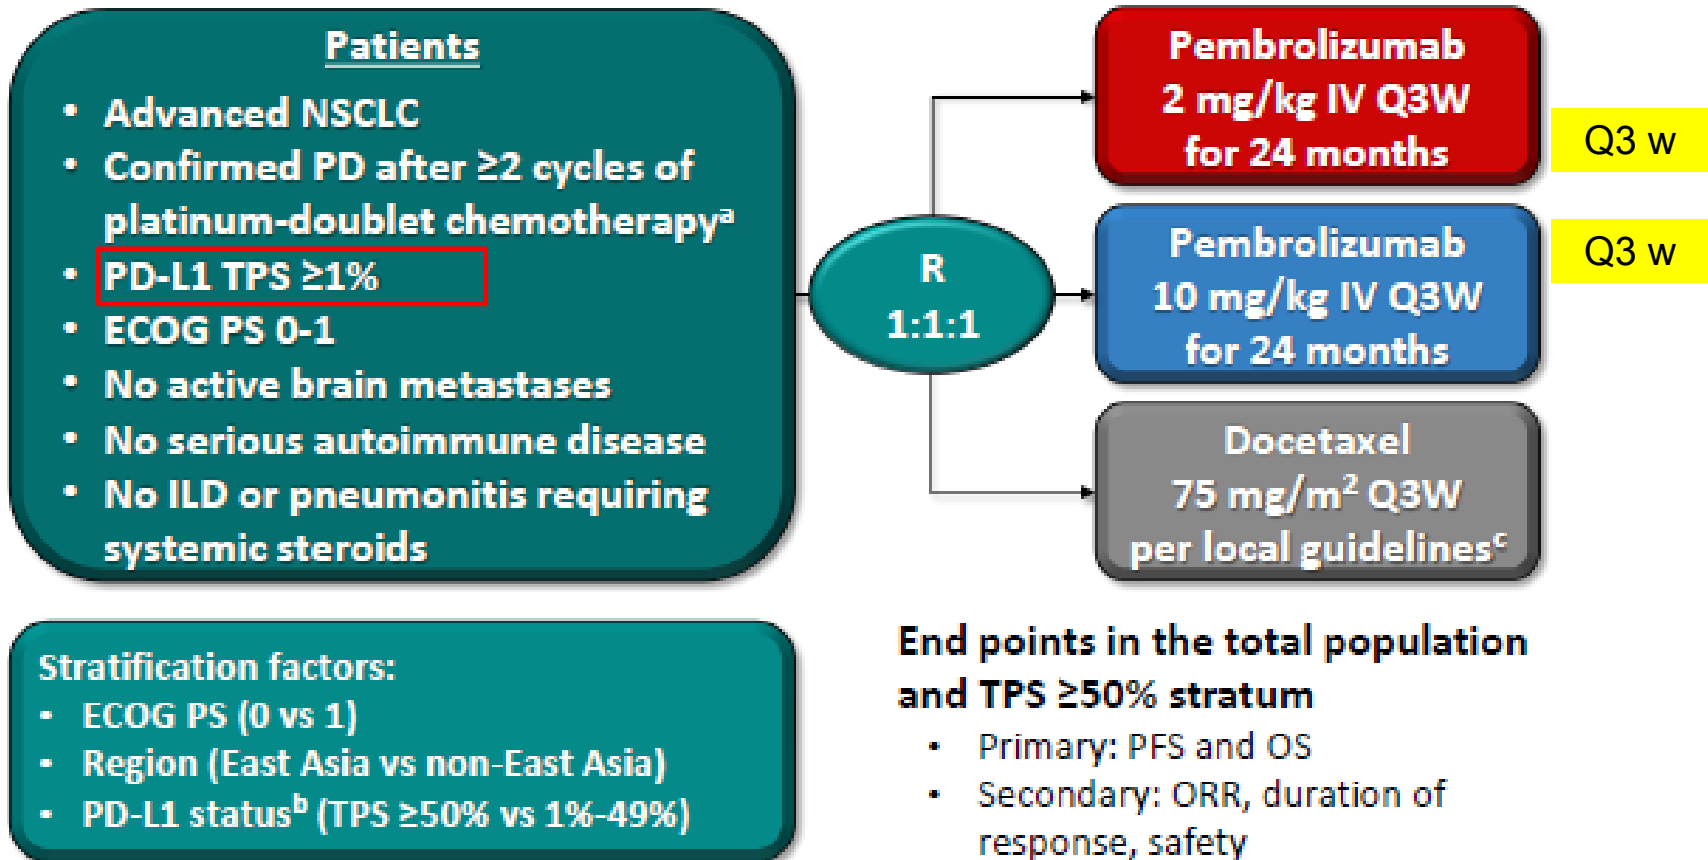 Patients
• Advanced NSCLC
• Confirmed PD after ≥2 cycles of
platinum-doublet chemotherapyᵃ
• PD-L1 TPS ≥1%
• ECOG PS 0-1
• No active brain metastases
• No serious autoimmune disease
• No ILD or pneumonitis requiring
systemic steroids
R
1:1:1
Pembrolizumab
2 mg/kg IV Q3W
for 24 months
Q3 w
Pembrolizumab
10 mg/kg IV Q3W
for 24 months
Q3 w
Docetaxel
75 mg/m² Q3W
per local guidelinesᶜ
Stratification factors:
• ECOG PS (0 vs 1)
• Region (East Asia vs non-East Asia)
• PD-L1 statusᵇ (TPS ≥50% vs 1%-49%)
End points in the total population
and TPS ≥50% stratum
• Primary: PFS and OS
• Secondary: ORR, duration of
response, safety